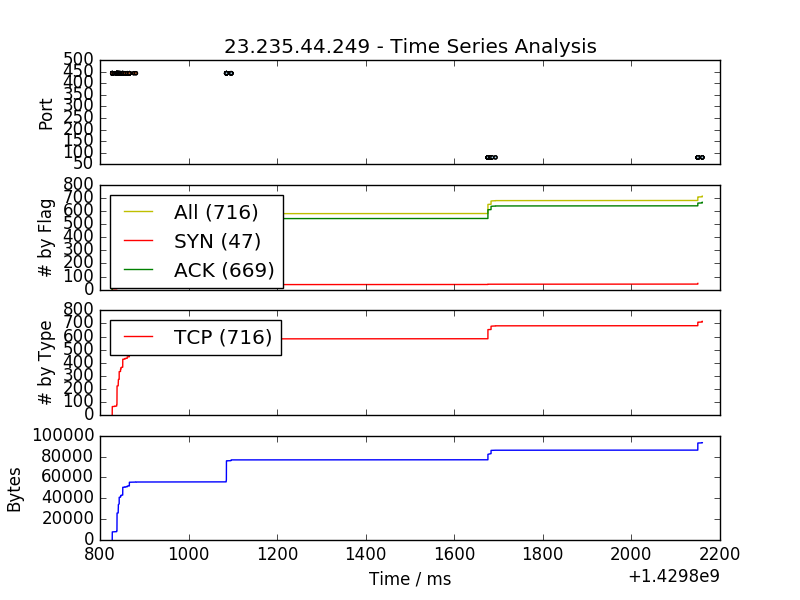 23.235.44.249 - Time Series Analysis
500
450
400
350
300
250
200
150
100
50
Port
800
700
600
500
400
300
200
100
0
# by Flag
All (716)
SYN (47)
ACK (669)
800
700
600
500
400
300
200
100
0
# by Type
TCP (716)
100000
80000
60000
40000
20000
0
Bytes
800 1000 1200 1400 1600 1800 2000 2200
Time / ms
+1.4298e9